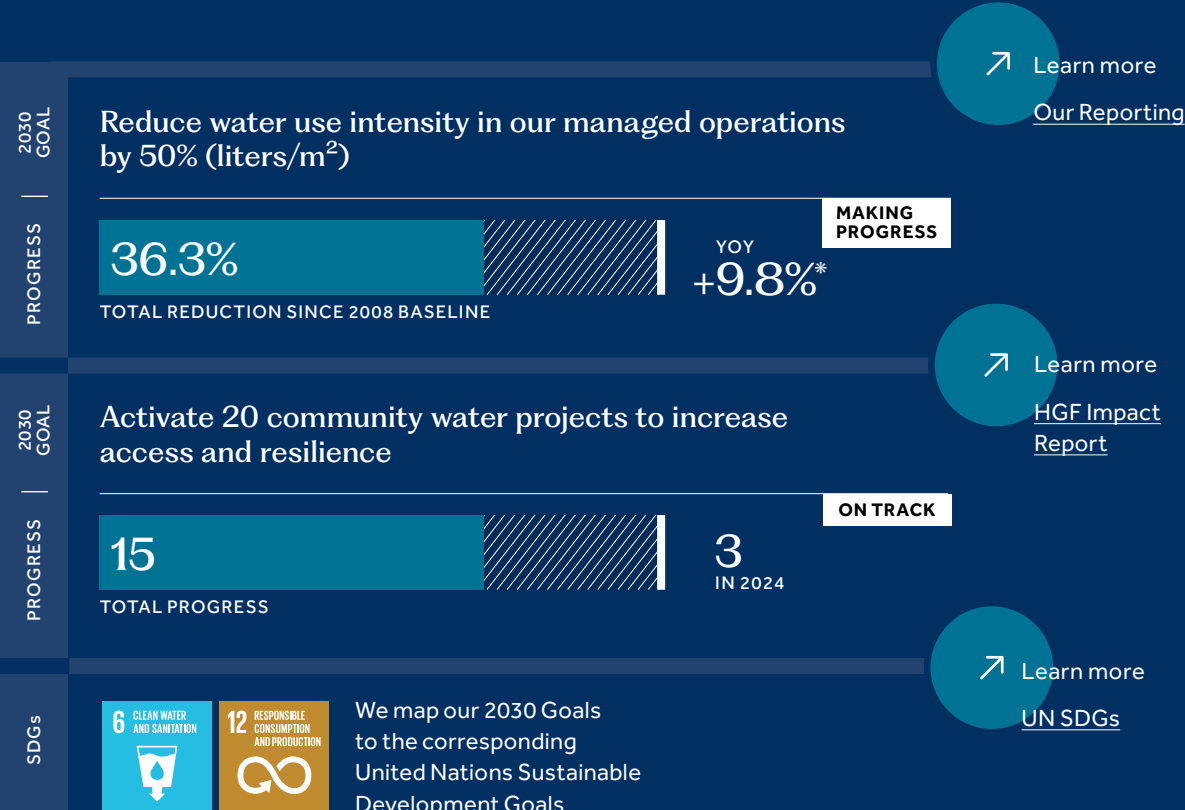 Learn more
Our Reporting
2030
GOAL
PROGRESS
Reduce water use intensity in our managed operations
by 50% (liters/m²)
MAKING
PROGRESS
36.3%
YOY
+9.8%*
TOTAL REDUCTION SINCE 2008 BASELINE
Learn more
HGF Impact
Report
2030
GOAL
PROGRESS
Activate 20 community water projects to increase
access and resilience
ON TRACK
15
3
IN 2024
TOTAL PROGRESS
Learn more
UN SDGs
SDGs
6 CLEAN WATER
AND SANITATION
12 RESPONSIBLE
CONSUMPTION
AND PRODUCTION
We map our 2030 Goals
to the corresponding
United Nations Sustainable
Development Goals